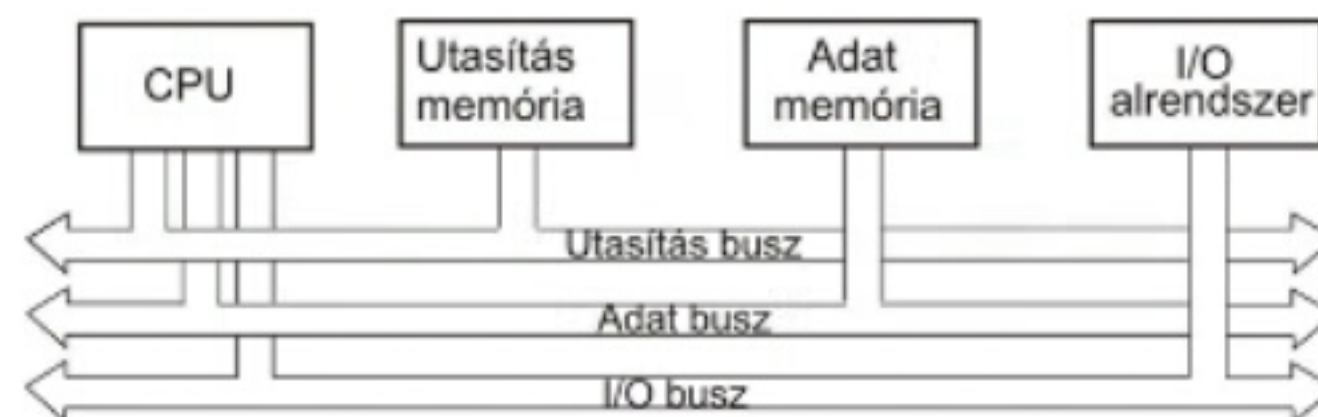 CPU
Utasítás
memória
Adat
memória
I/O
alrendszer
Utasítás busz
Adat busz
I/O busz